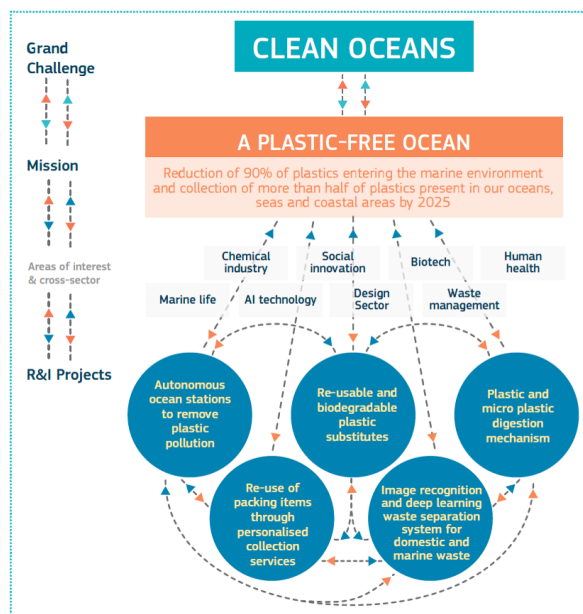 CLEAN OCEANS
Grand
Challenge
A PLASTIC-FREE OCEAN
Reduction of 90% of plastics entering the marine environment
and collection of more than half of plastics present in our oceans,
seas and coastal areas by 2025
Mission
Areas of interest
& cross-sector
Chemical
industry
Social
innovation
Biotech
Human
health
Marine life
AI technology
Design
Sector
Waste
management
R&I Projects
Autonomous
ocean stations
to remove
plastic
pollution
Re-usable and
biodegradable
plastic
substitutes
Plastic and
micro plastic
digestion
mechanism
Re-use of
packing items
through
personalised
collection
services
Image recognition
and deep learning
waste separation
system for
domestic and
marine waste